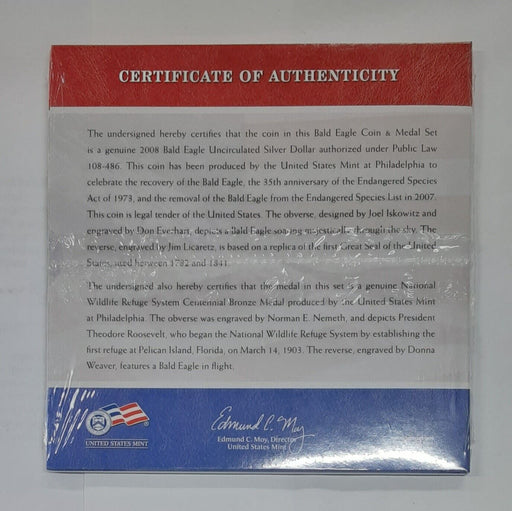 CERTIFICATE OF AUTHENTICITY
The undersigned hereby certifies that the coin in this Bald Eagle Coin & Medal Set
is a genuine 2008 Bald Eagle Uncirculated Silver Dollar authorized under Public Law
108-486. This coin has been produced by the United States Mint at Philadelphia to
celebrate the recovery of the Bald Eagle, the 35th anniversary of the Endangered Species
Act of 1973, and the removal of the Bald Eagle from the Endangered Species List in 2007.
This coin is legal tender of the United States. The obverse, designed by Joel Iskowitz and
engraved by Don Everhart, depicts a Bald Eagle soaring majestically through the sky. The
reverse, engraved by Jim Licaretz, is based on a replica of the first Great Seal of the United
States, used between 1782 and 1841.
The undersigned also hereby certifies that the medal in this set is a genuine National
Wildlife Refuge System Centennial Bronze Medal produced by the United States Mint
at Philadelphia. The obverse was engraved by Norman E. Nemeth, and depicts President
Theodore Roosevelt, who began the National Wildlife Refuge System by establishing the
first refuge at Pelican Island, Florida, on March 14, 1903. The reverse, engraved by Donna
Weaver, features a Bald Eagle in flight.
Edmund C. Moy
Edmund C. Moy, Director
United States Mint
UNITED STATES MINT